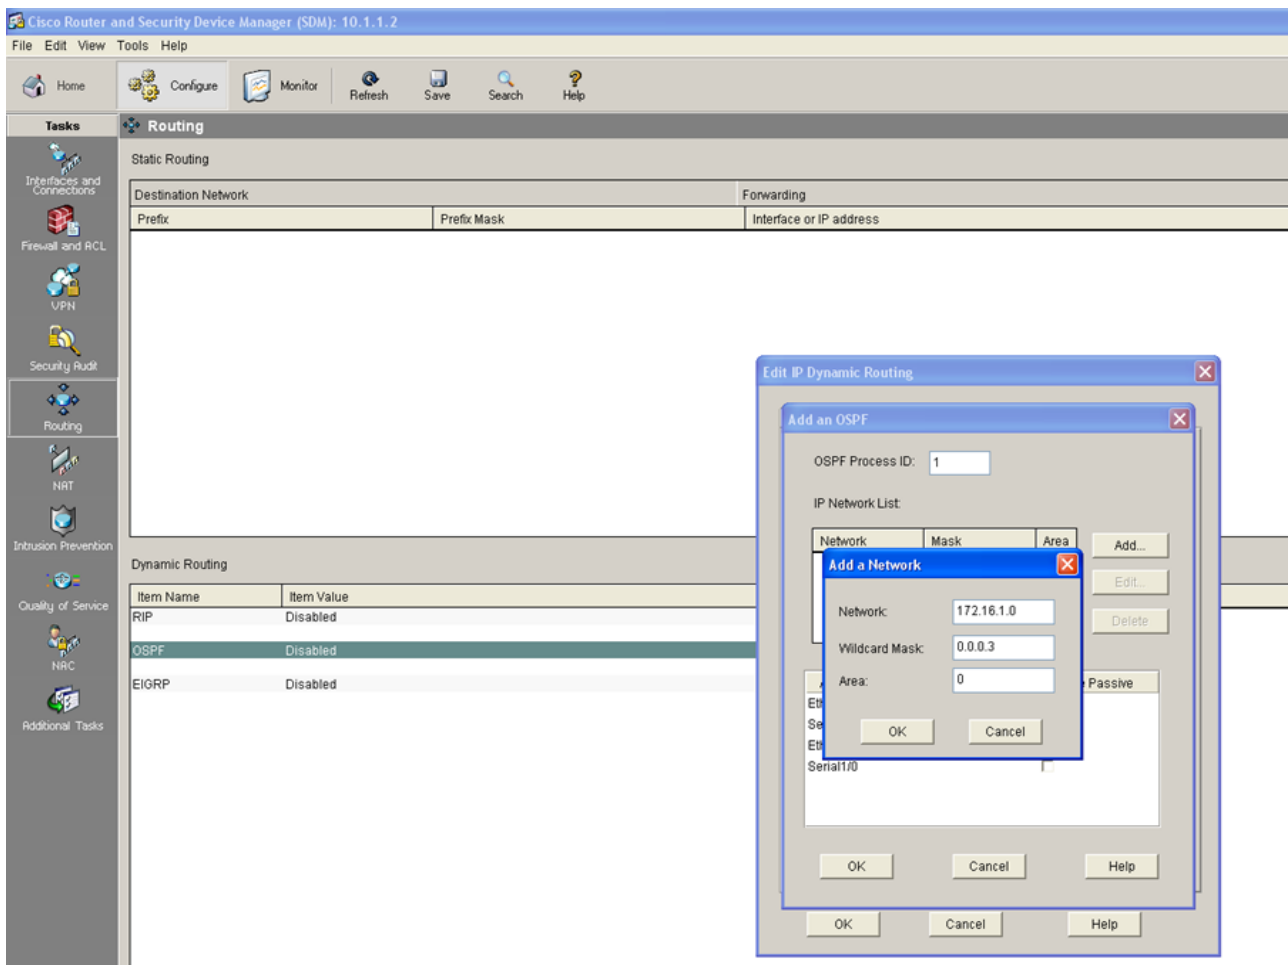 Cisco Router and Security Device Manager (SDM): 10.1.1.2
File Edit View Tools Help
Home Configure Monitor Refresh Save Search Help
Tasks
Routing
Interfaces and Connections
Firewall and ACL
VPN
Security Audit
Routing
NAT
Intrusion Prevention
Quality of Service
NAC
Additional Tasks
Static Routing
Destination Network Forwarding
Prefix Prefix Mask Interface or IP address
Dynamic Routing
Item Name Item Value
RIP Disabled
OSPF Disabled
EIGRP Disabled
Edit IP Dynamic Routing
Add an OSPF
OSPF Process ID: 1
IP Network List:
Network Mask Area
Add...
Edit...
Delete
Add a Network
Network: 172.16.1.0
Wildcard Mask: 0.0.0.3
Area: 0
OK Cancel
Passive
Serial1/0
OK Cancel Help
OK Cancel Help